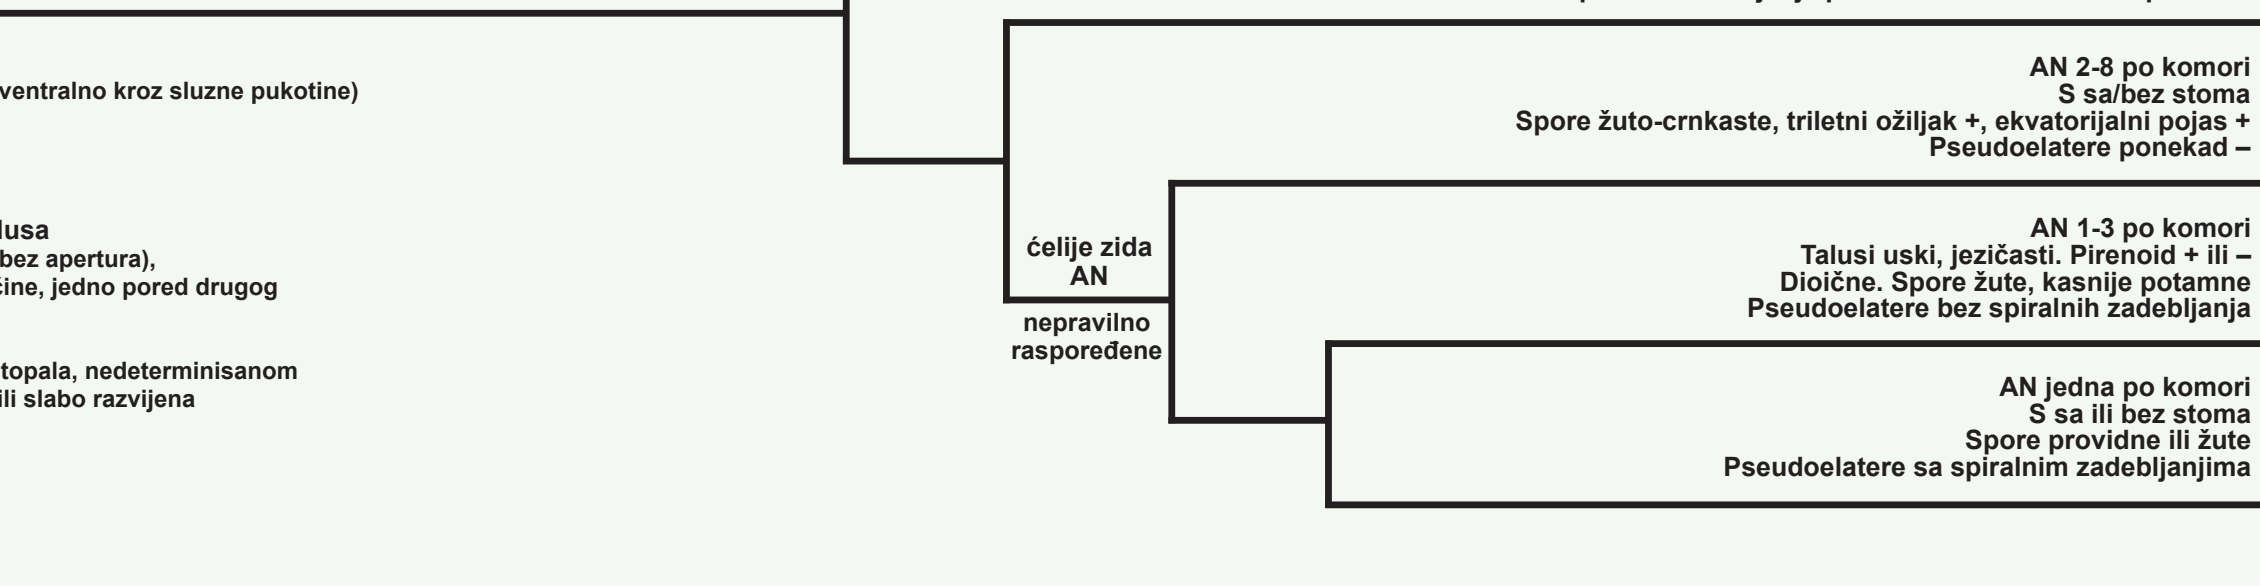 ventralno kroz sluzne pukotine)
bez apertura),
jedno pored drugog
nedeterminisanom
ili slabo razvijena
ćelije zida
AN
nepravilno
raspoređene
AN 2-8 po komori
S sa/bez stoma
Spore žuto-crnkaste, triletni ožiljak +, ekvatorijalni pojas +
Pseudoelatere ponekad –
AN 1-3 po komori
Talusi uski, jezičasti. Pirenoid + ili –
Dioične. Spore žute, kasnije potamne
Pseudoelatere bez spiralnih zadebljanja
AN jedna po komori
S sa ili bez stoma
Spore providne ili žute
Pseudoelatere sa spiralnim zadebljanjima